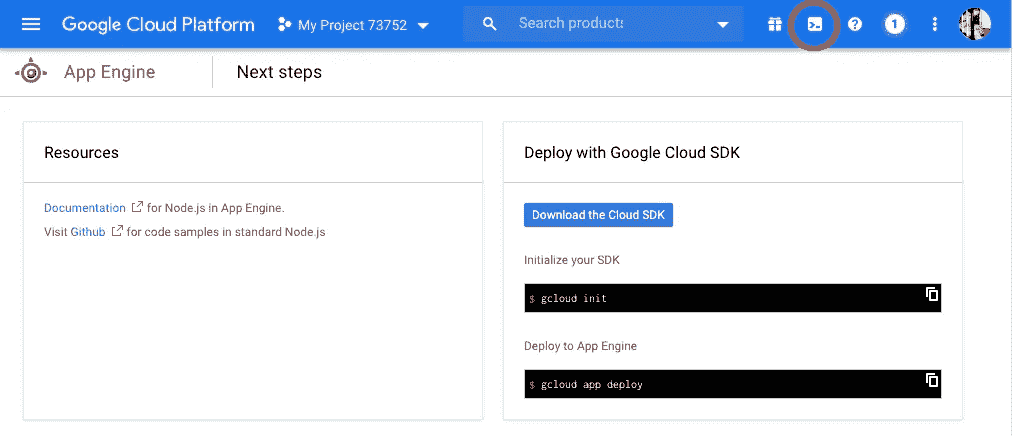 Google Cloud Platform My Project 73752 Search products 1
App Engine Next steps
Resources
Documentation for Node.js in App Engine.
Visit Github for code samples in standard Node.js
Deploy with Google Cloud SDK
Download the Cloud SDK
Initialize your SDK
$ gcloud init
Deploy to App Engine
$ gcloud app deploy